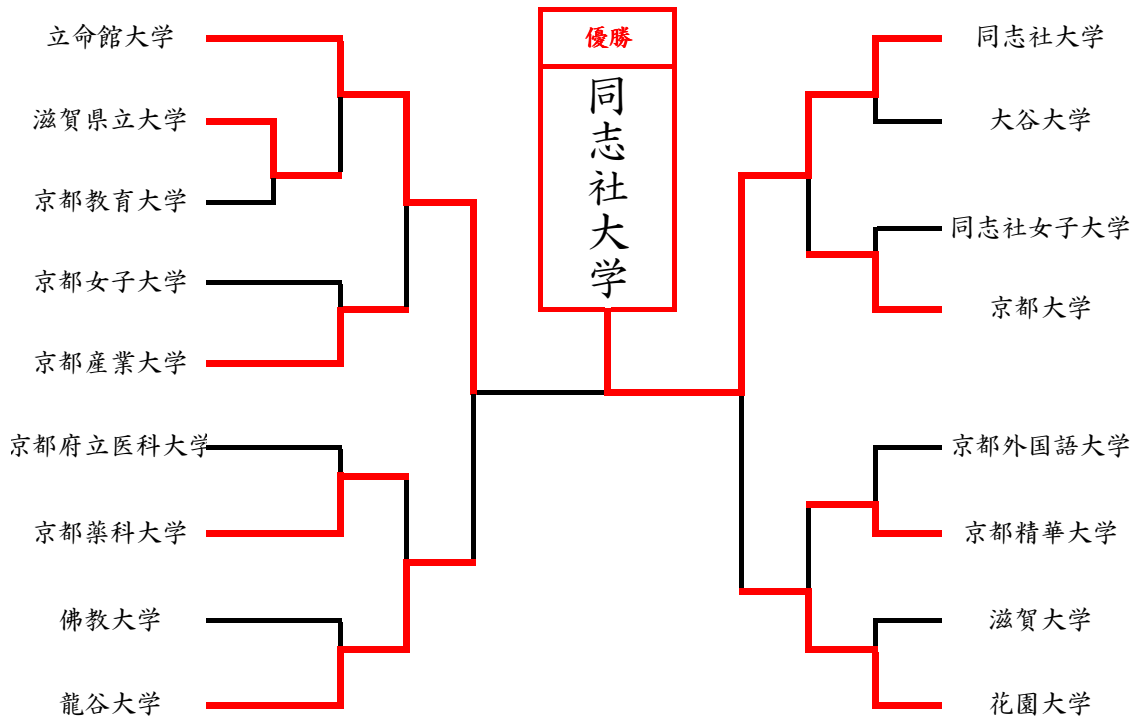 立命館大学
滋賀県立大学
京都教育大学
京都女子大学
京都産業大学
京都府立医科大学
京都薬科大学
佛教大学
龍谷大学
優勝
同志社大学
同志社大学
大谷大学
同志社女子大学
京都大学
京都外国語大学
京都精華大学
滋賀大学
花園大学